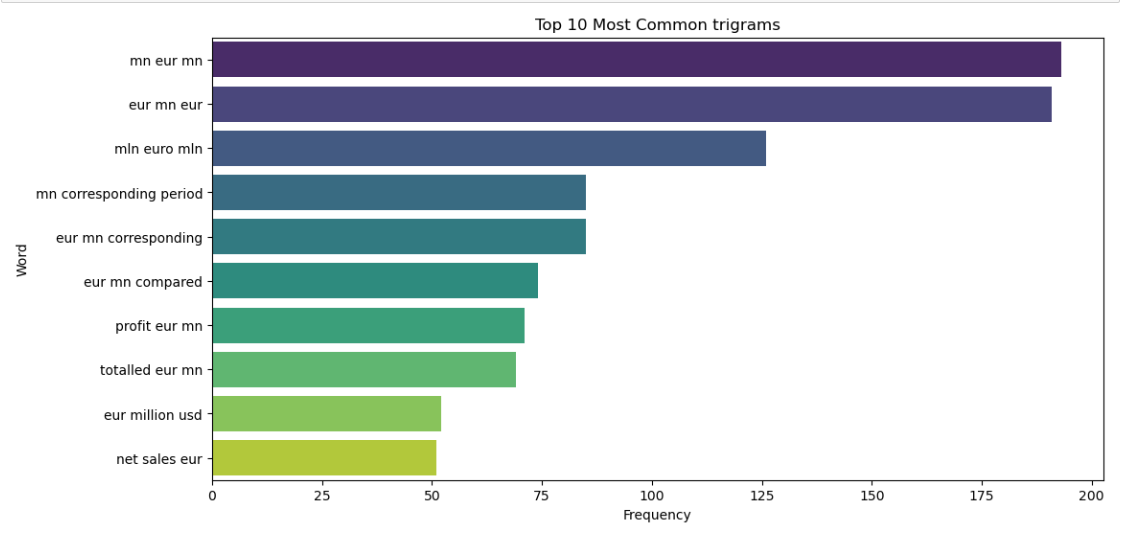 Top 10 Most Common trigrams
mn eur mn
eur mn eur
mln euro mln
mn corresponding period
eur mn corresponding
eur mn compared
profit eur mn
totalled eur mn
eur million usd
net sales eur
Word
0 25 50 75 100 125 150 175 200
Frequency